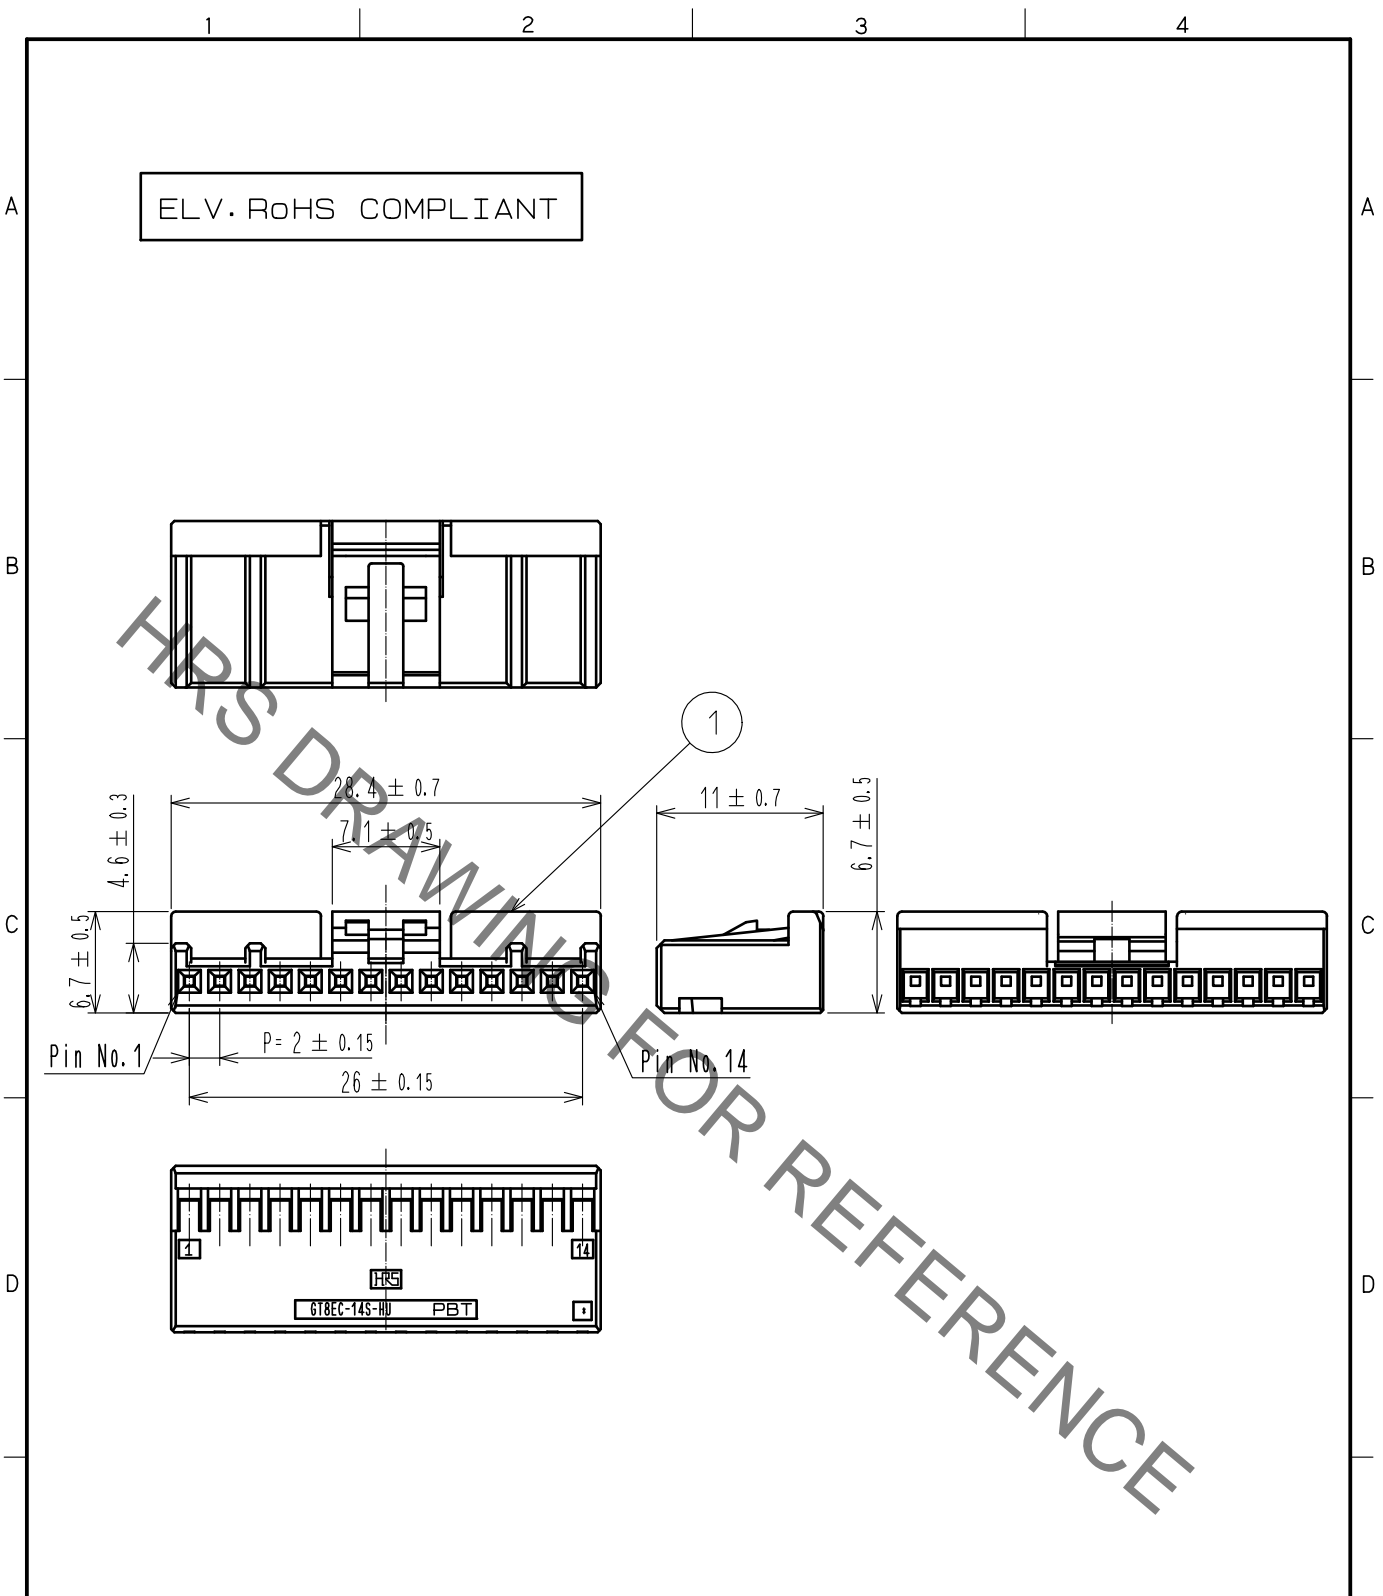 1 2 3 4
A A
ELV. RoHS COMPLIANT
B B
1
28.4 ± 0.7
7.1 ± 0.5
4.6 ± 0.3
6.7 ± 0.5
11 ± 0.7
6.7 ± 0.5
C C
Pin No. 1
P= 2 ± 0.15
26 ± 0.15
Pin No. 14
1 14
HRS
D D
GT8EC-14S-HU PBT *
HRS DRAWING FOR REFERENCE